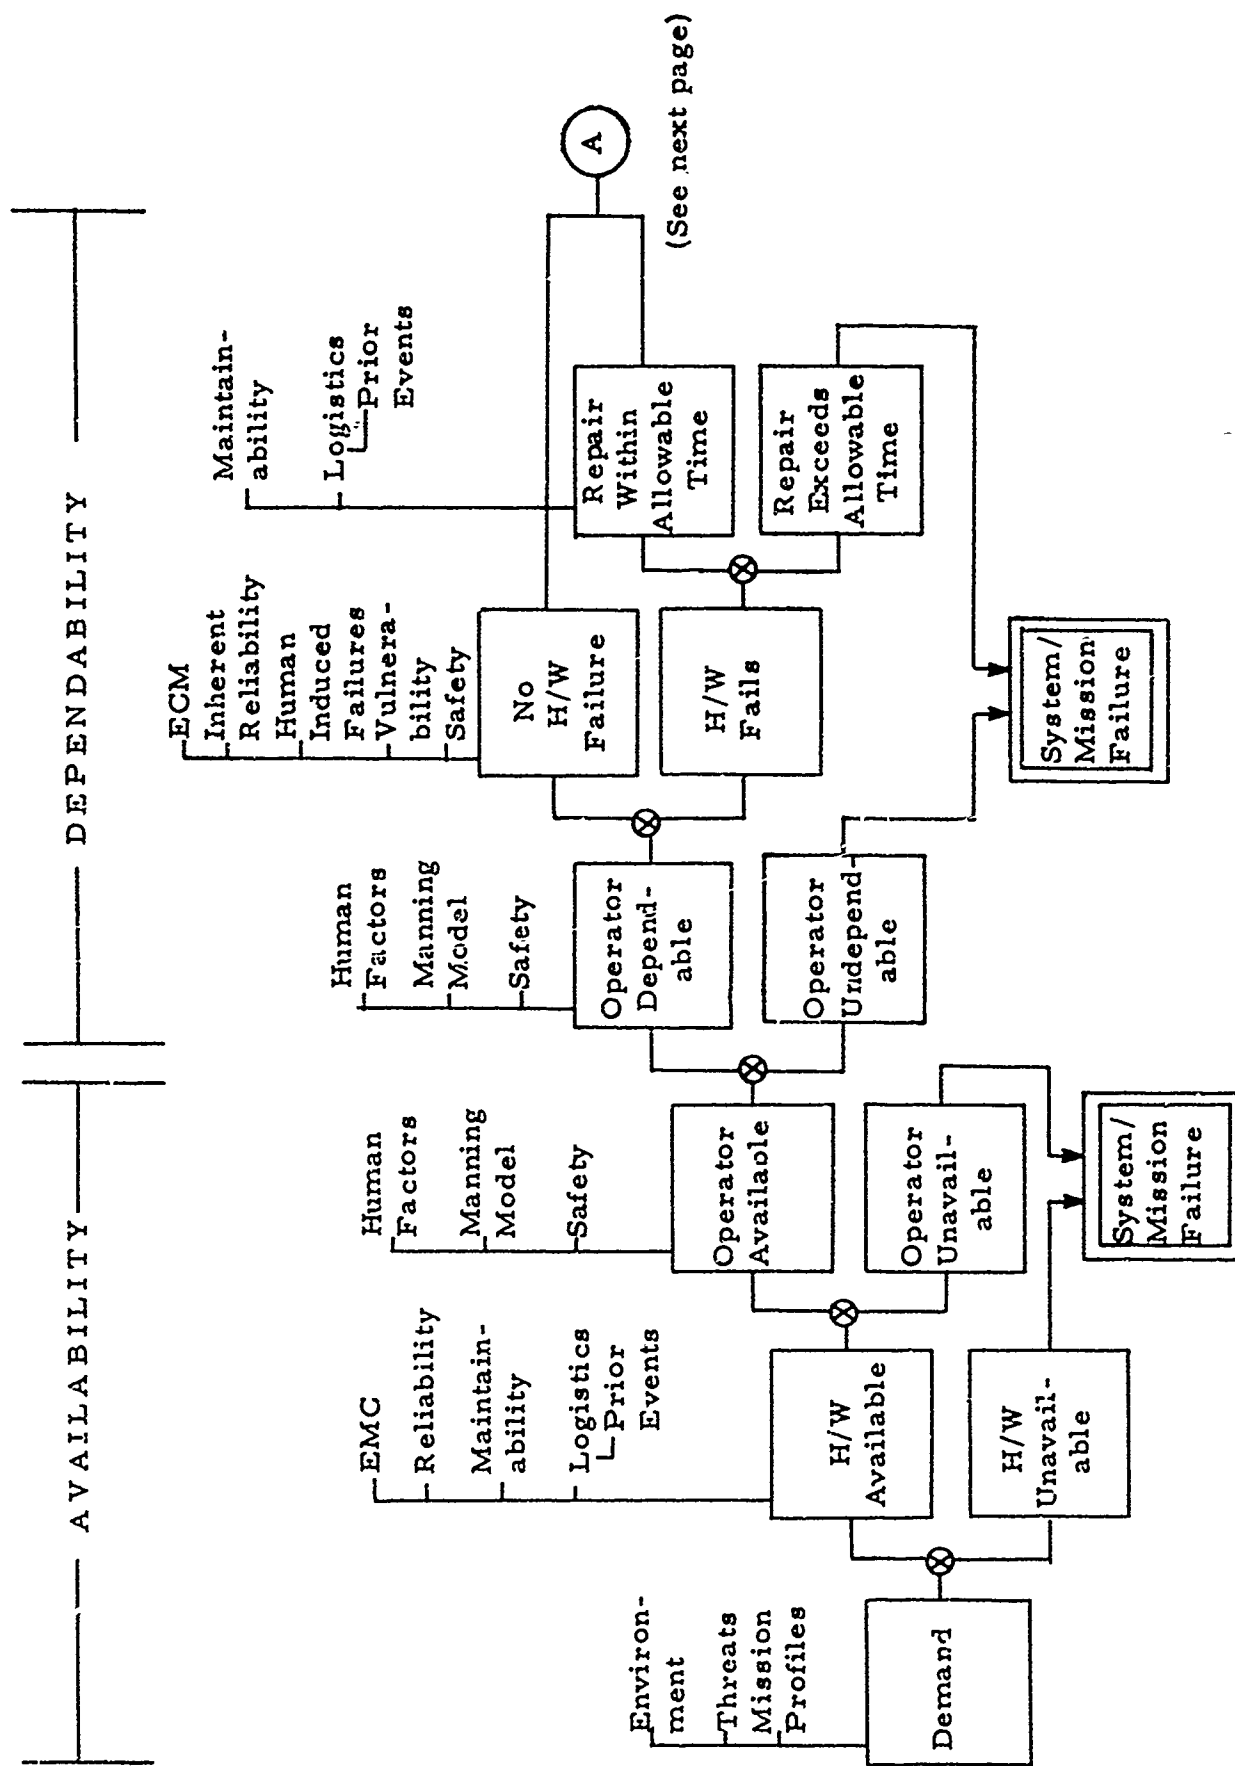 AVAILABILITY
DEPENDABILITY
Environ-
ment
Threats
Mission
Profiles
Demand
EMC
Reliability
Maintain-
ability
Logistics
Prior
Events
H/W
Available
H/W
Unavail-
able
Human
Factors
Manning
Model
Safety
Operator
Available
Operator
Unavail-
able
System/
Mission
Failure
Human
Factors
Manning
Model
Safety
Operator
Depend-
able
Operator
Undepend-
able
ECM
Inherent
Reliability
Human
Induced
Failures
Vulnera-
bility
Safety
No
H/W
Failure
H/W
Fails
System/
Mission
Failure
Maintain-
ability
Logistics
Prior
Events
Repair
Within
Allowable
Time
Repair
Exceeds
Allowable
Time
A
(See next page)